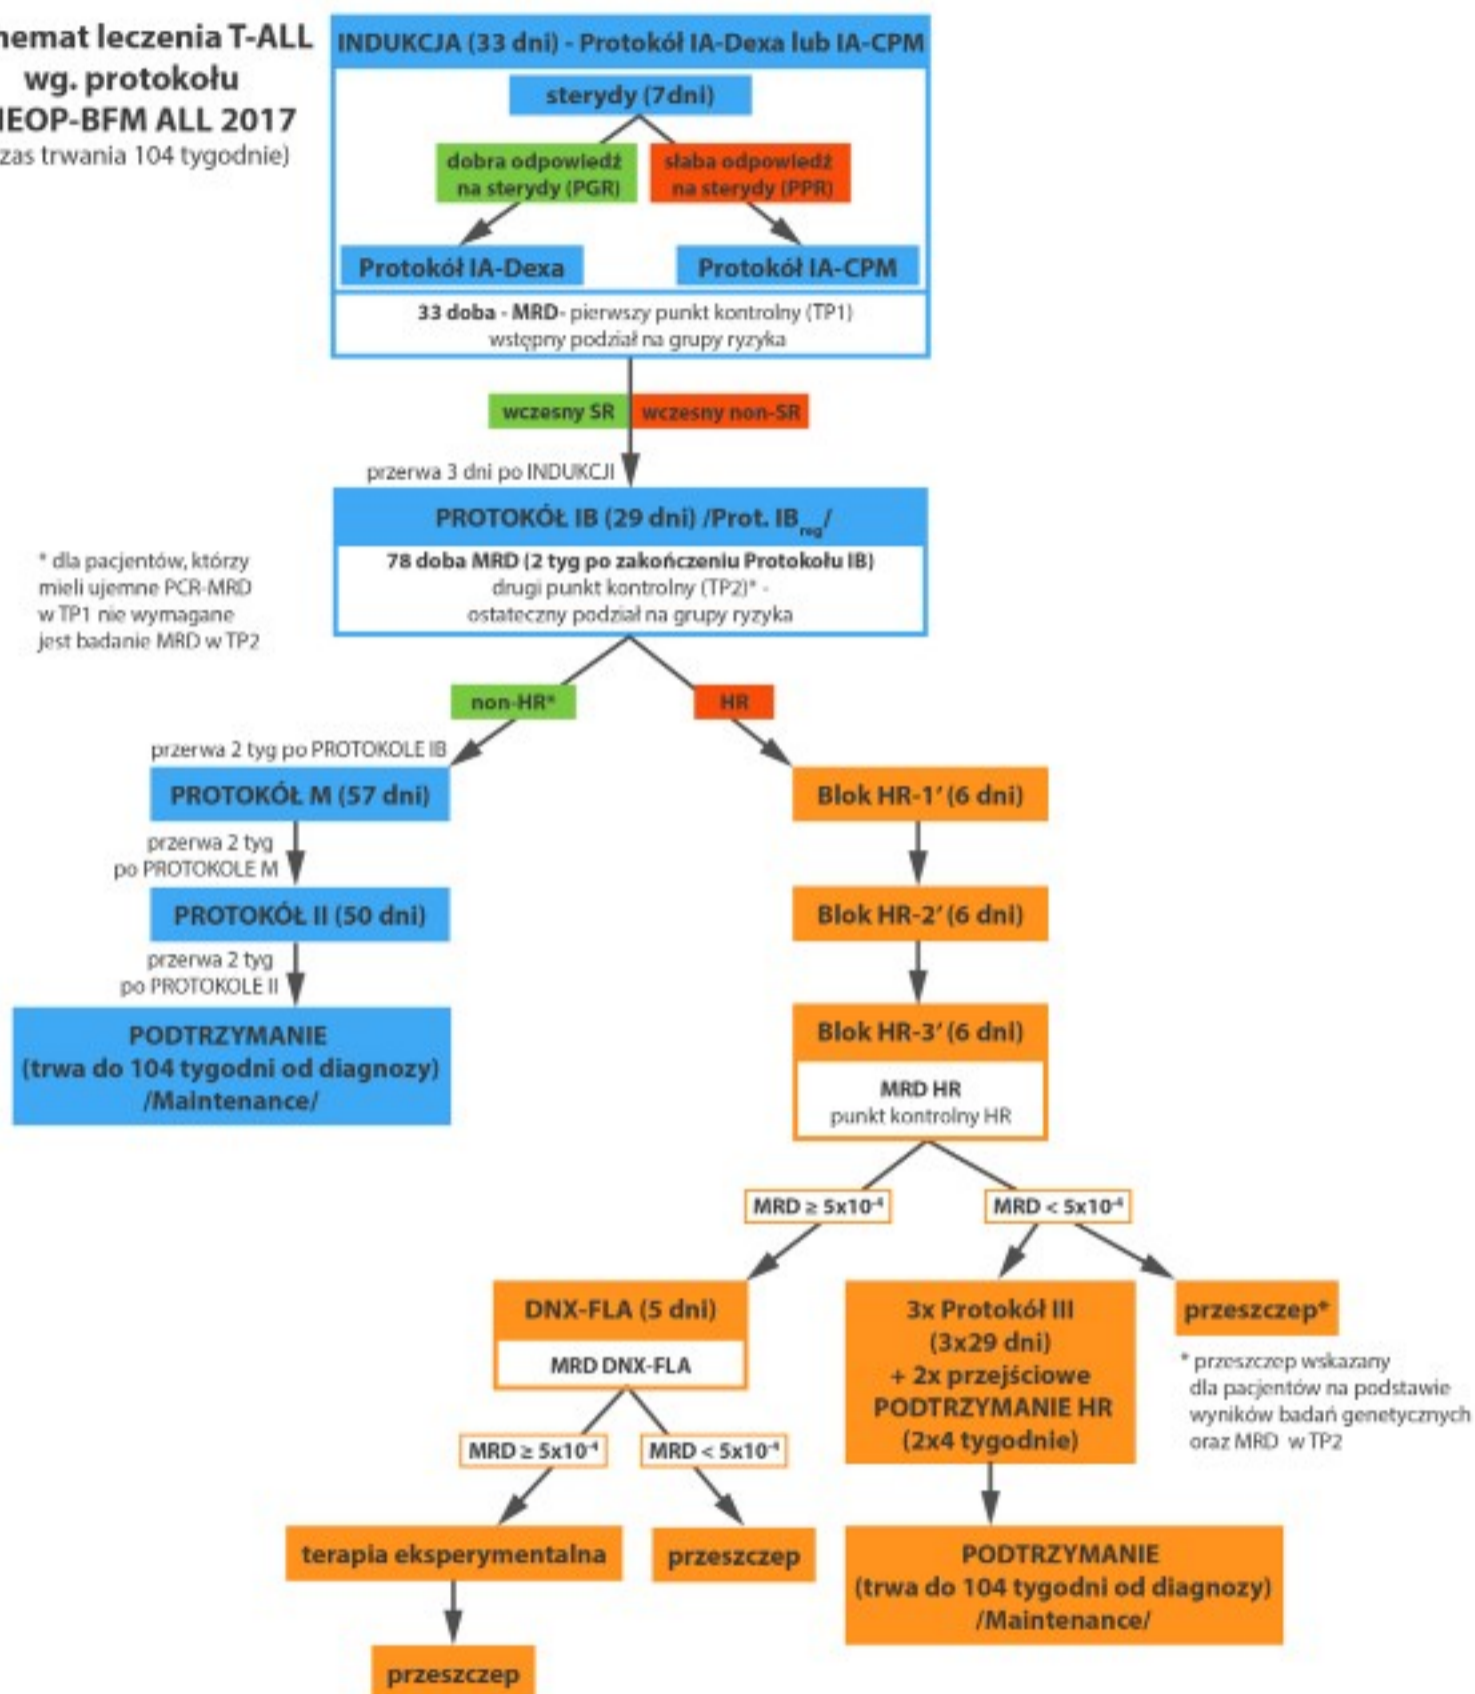 hemat leczenia T-ALL
wg. protokołu
IEOP-BFM ALL 2017
zas trwania 104 tygodnie)
INDUKCJA (33 dni) - Protokół IA-Dexa lub IA-CPM
sterydy (7dni)
dobra odpowiedź
na sterydy (PGR)
słaba odpowiedź
na sterydy (PPR)
Protokół IA-Dexa
Protokół IA-CPM
33 doba - MRD- pierwszy punkt kontrolny (TP1)
wstępny podział na grupy ryzyka
wczesny SR
wczesny non-SR
przerwa 3 dni po INDUKCJI
PROTOKÓŁ IB (29 dni) /Prot. IBreg/
78 doba MRD (2 tyg po zakończeniu Protokołu IB)
drugi punkt kontrolny (TP2)* -
ostateczny podział na grupy ryzyka
* dla pacjentów, którzy
mieli ujemne PCR-MRD
w TP1 nie wymagane
jest badanie MRD w TP2
non-HR*
HR
przerwa 2 tyg po PROTOKOLE IB
PROTOKÓŁ M (57 dni)
przerwa 2 tyg
po PROTOKOLE M
PROTOKÓŁ II (50 dni)
przerwa 2 tyg
po PROTOKOLE II
PODTRZYMANIE
(trwa do 104 tygodni od diagnozy)
/Maintenance/
Blok HR-1' (6 dni)
Blok HR-2' (6 dni)
Blok HR-3' (6 dni)
MRD HR
punkt kontrolny HR
MRD ≥ 5x10⁻⁴
MRD < 5x10⁻⁴
DNX-FLA (5 dni)
MRD DNX-FLA
3x Protokół III
(3x29 dni)
+ 2x przejściowe
PODTRZYMANIE HR
(2x4 tygodnie)
przeszczep*
* przeszczep wskazany
dla pacjentów na podstawie
wyników badań genetycznych
oraz MRD w TP2
MRD ≥ 5x10⁻⁴
MRD < 5x10⁻⁴
terapia eksperymentalna
przeszczep
PODTRZYMANIE
(trwa do 104 tygodni od diagnozy)
/Maintenance/
przeszczep